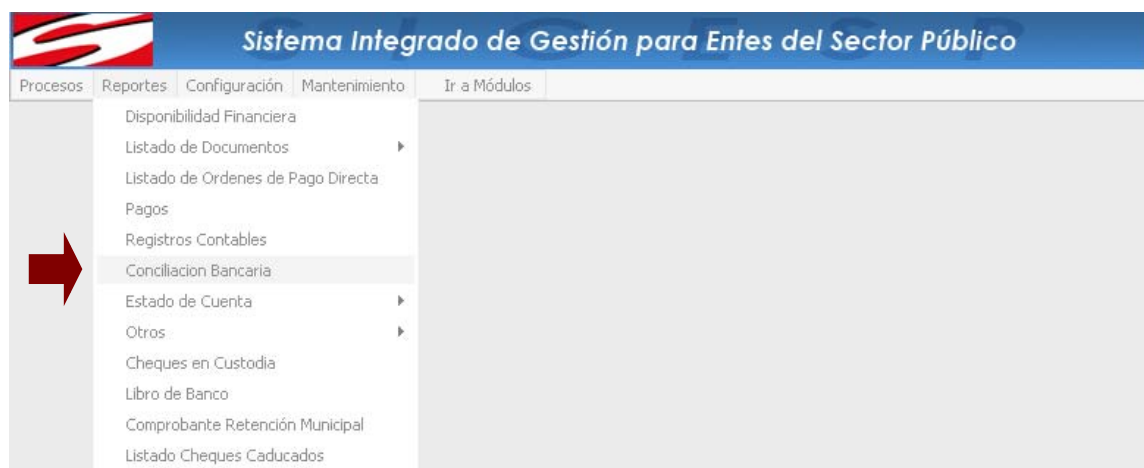 SIGESP
Sistema Integrado de Gestión para Entes del Sector Público
Procesos Reportes Configuración Mantenimiento Ir a Módulos
Disponibilidad Financiera
Listado de Documentos
Listado de Ordenes de Pago Directa
Pagos
Registros Contables
Conciliacion Bancaria
Estado de Cuenta
Otros
Cheques en Custodia
Libro de Banco
Comprobante Retención Municipal
Listado Cheques Caducados